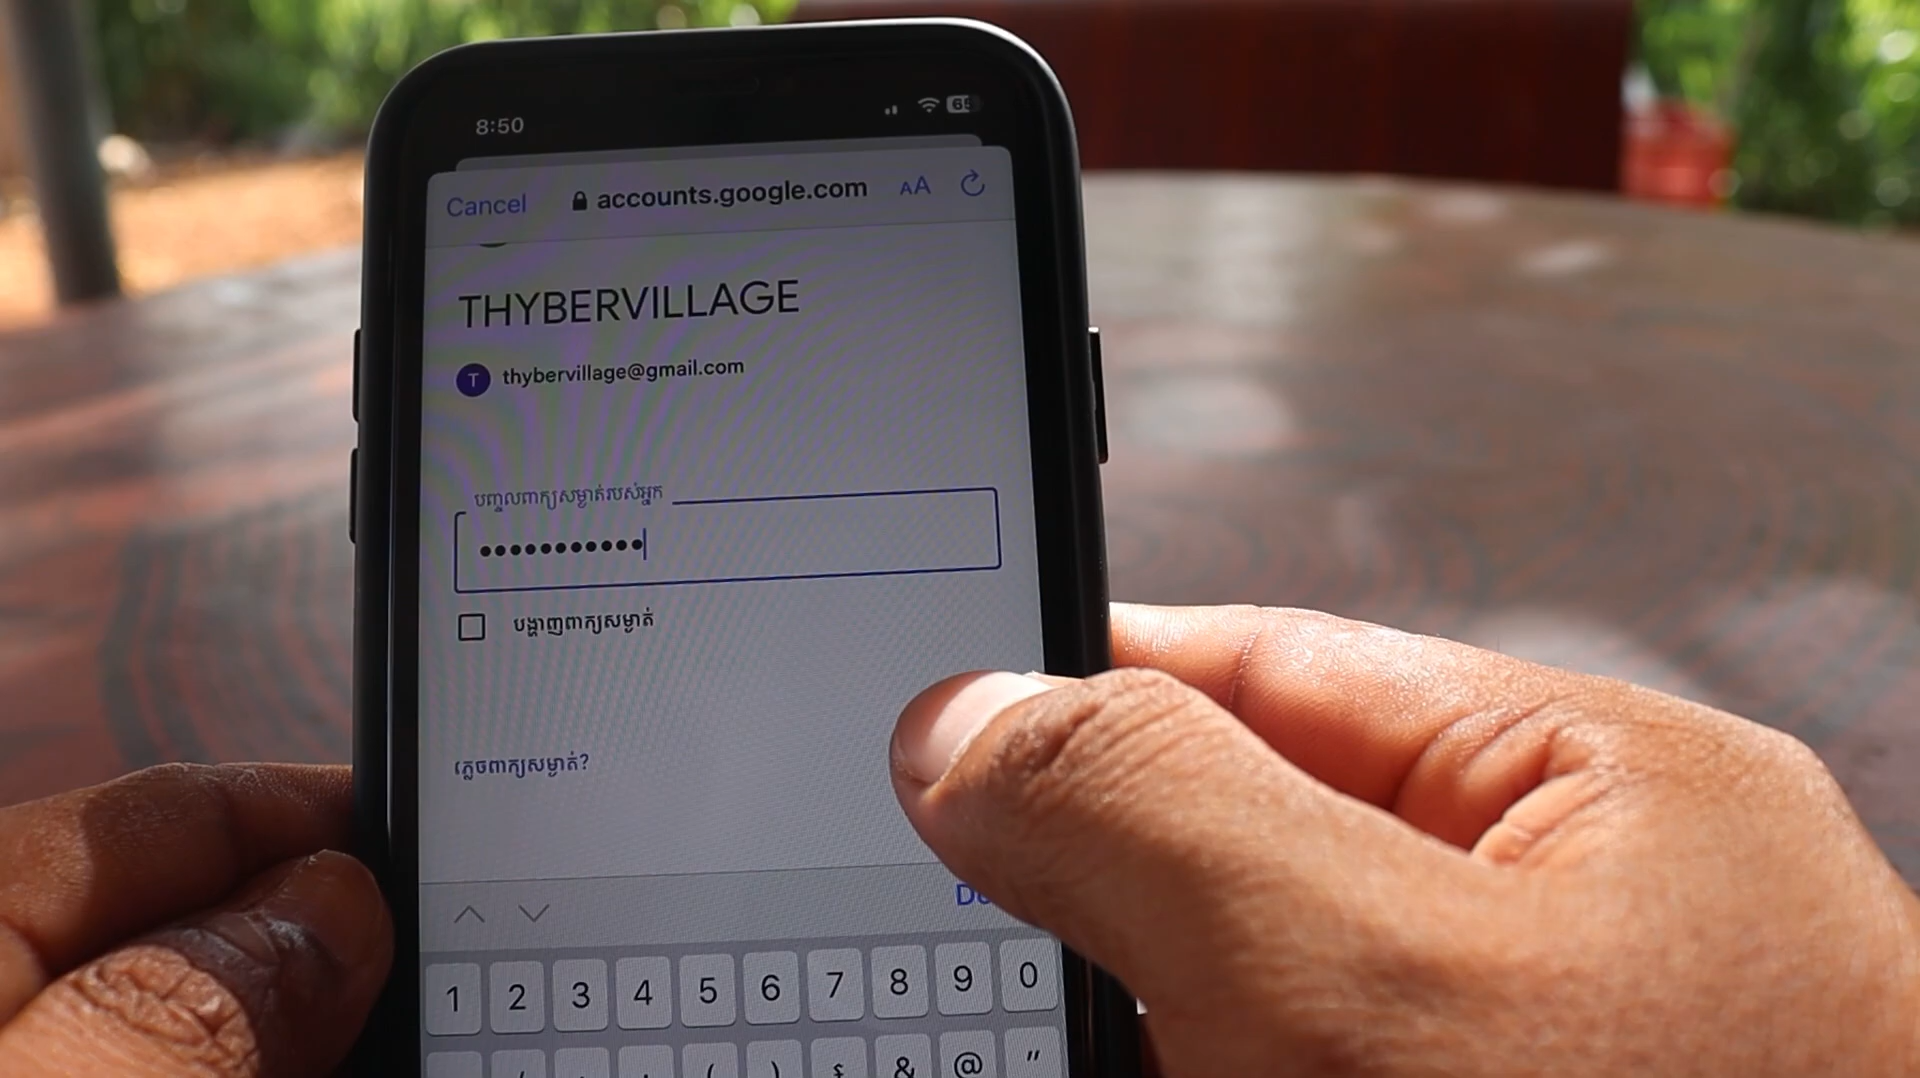 8:50 65
Cancel accounts.google.com AA
THYBERVILLAGE
T thybervillage@gmail.com
បញ្ចូលពាក្យសម្ងាត់របស់អ្នក
•••••••••••
បង្ហាញពាក្យសម្ងាត់
ភ្លេចពាក្យសម្ងាត់?
1 2 3 4 5 6 7 8 9 0
( ) £ & @ "